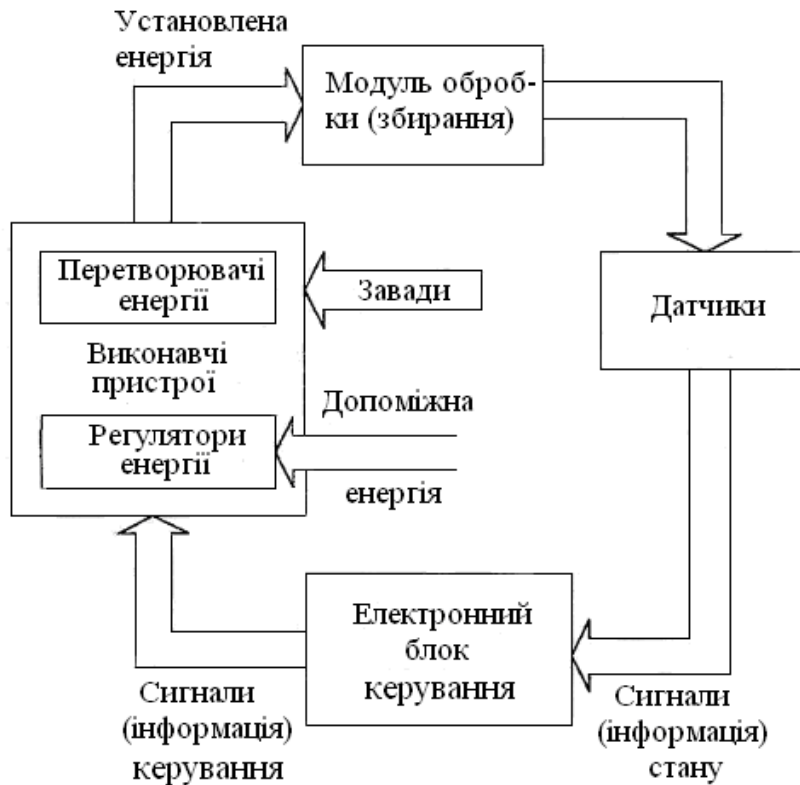 Установлена
енергія
Модуль оброб-
ки (збирання)
Перетворювачі
енергії
Завади
Датчики
Виконавчі
пристрої
Допоміжна
Регулятори
енергії
енергія
Електронний
блок
керування
Сигнали
(інформація)
керування
Сигнали
(інформація)
стану